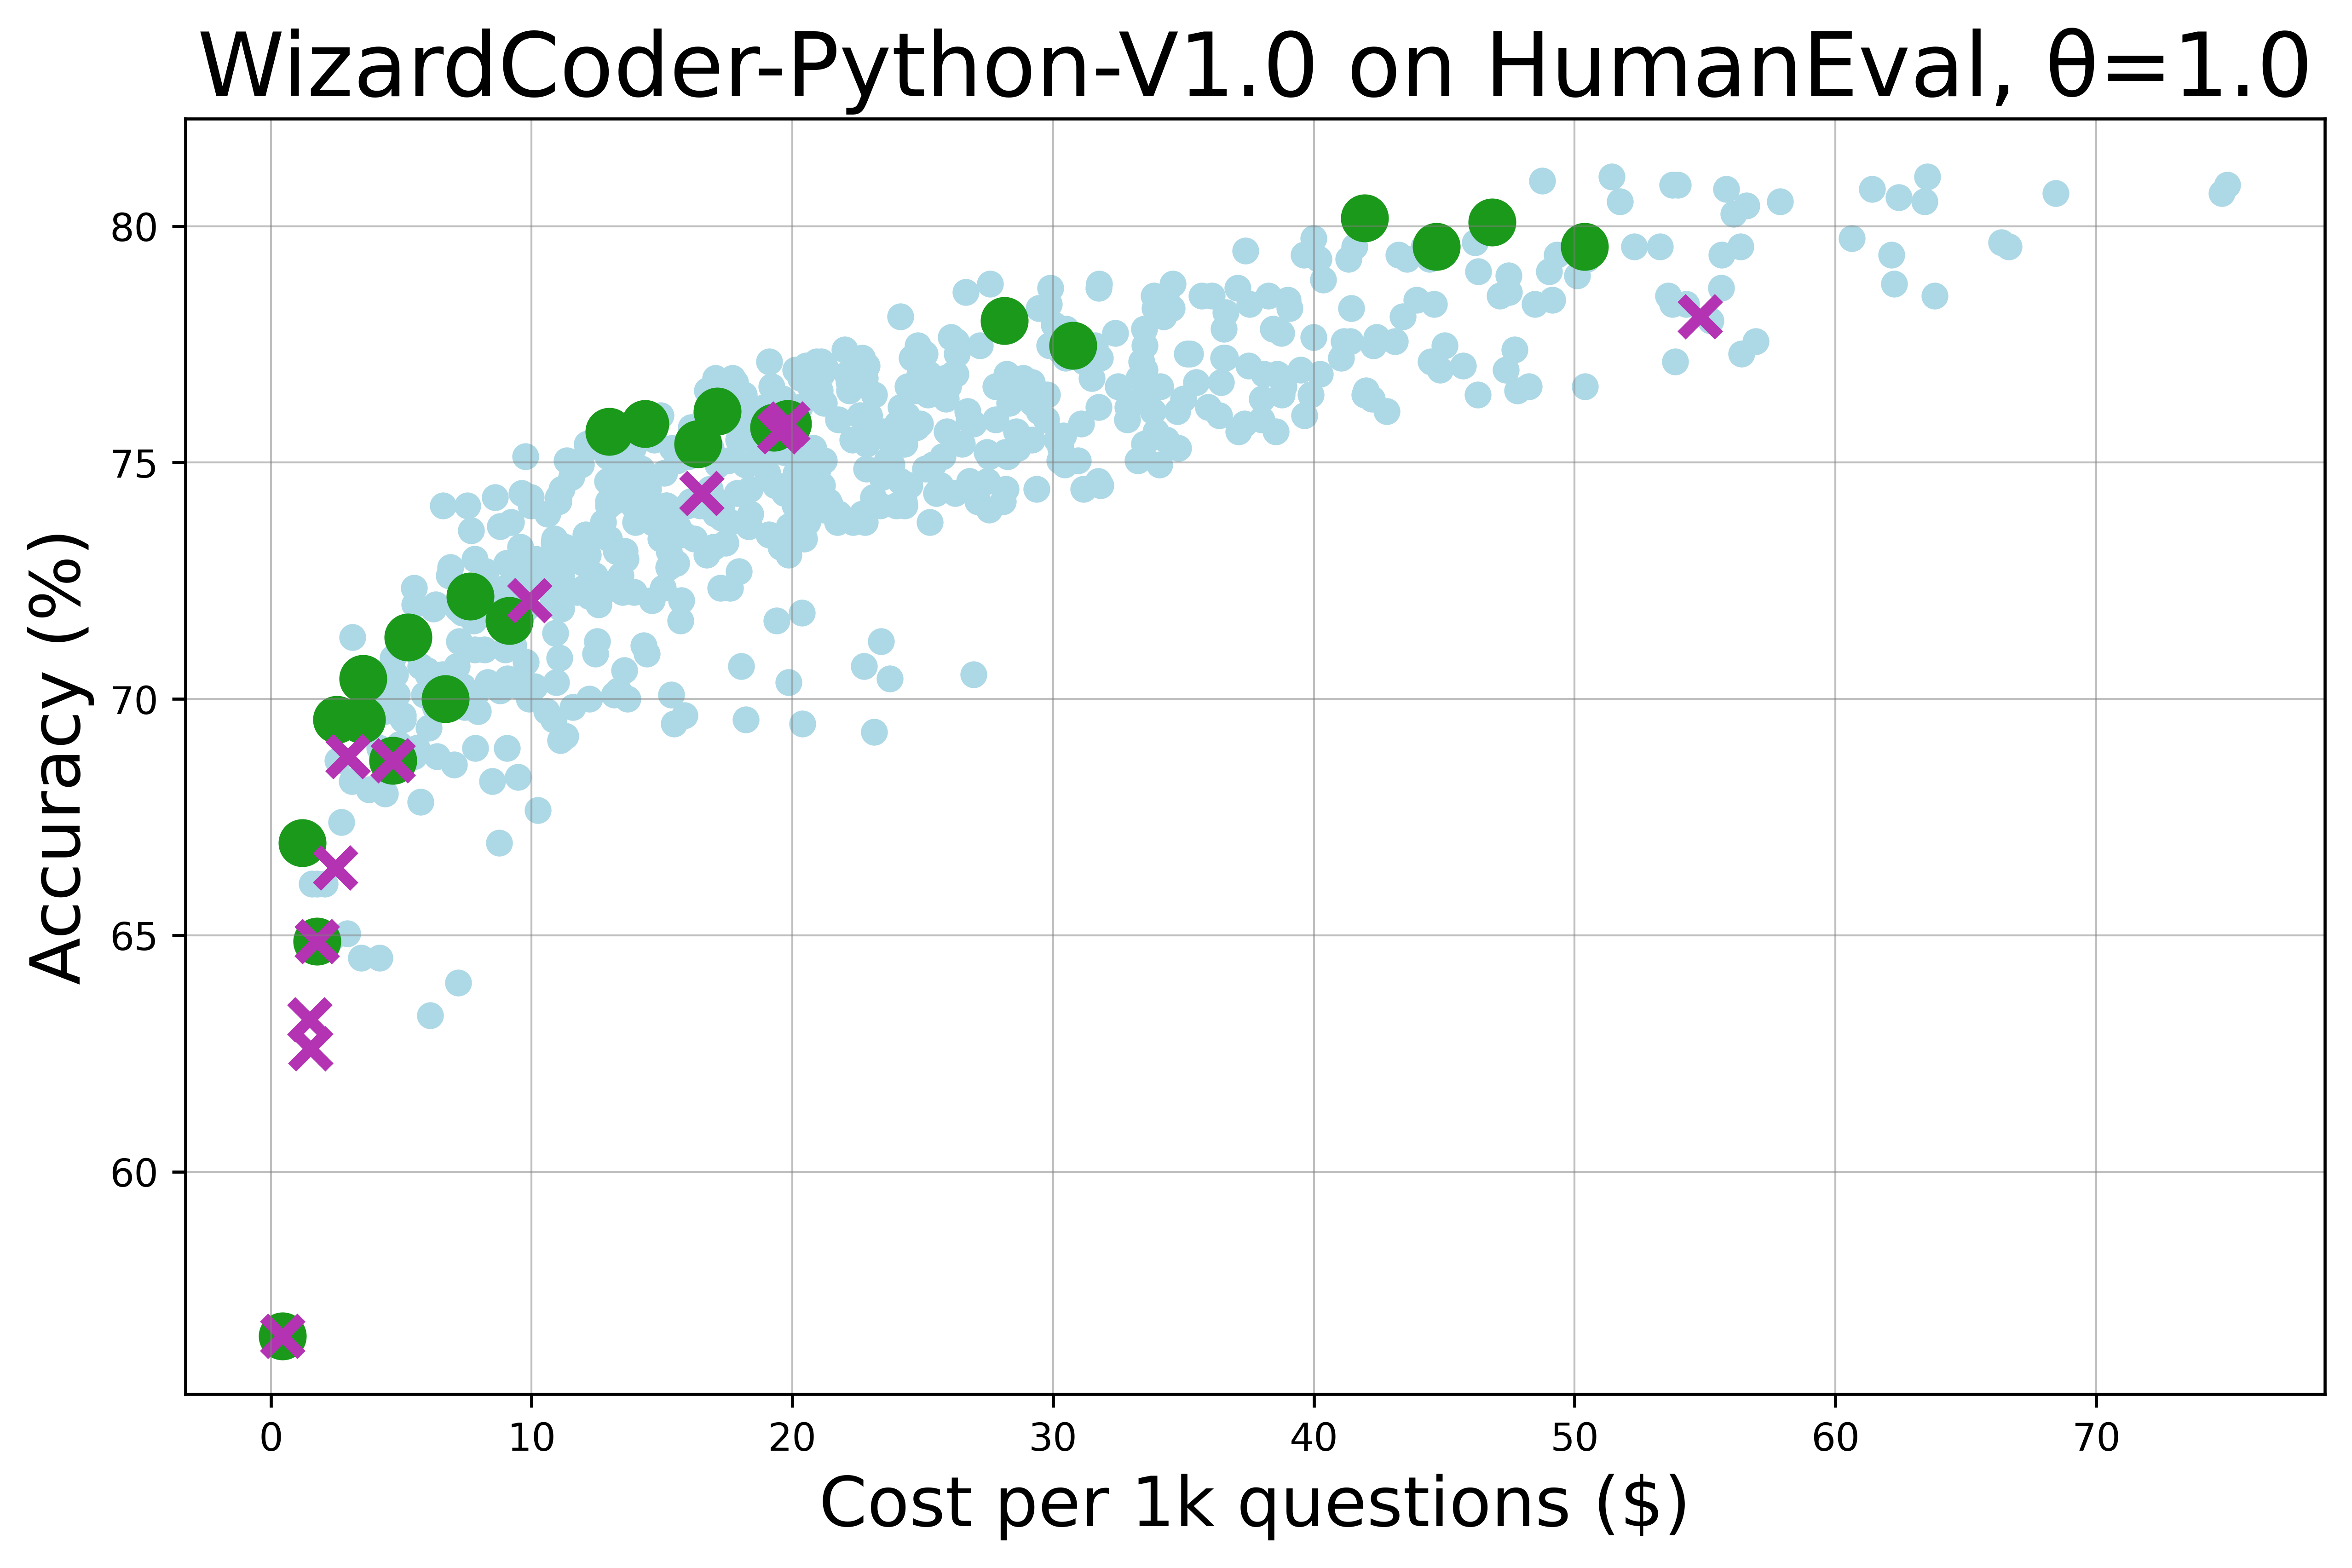 WizardCoder-Python-V1.0 on HumanEval, θ=1.0
Accuracy (%)
80
75
70
65
60
0 10 20 30 40 50 60 70
Cost per 1k questions ($)